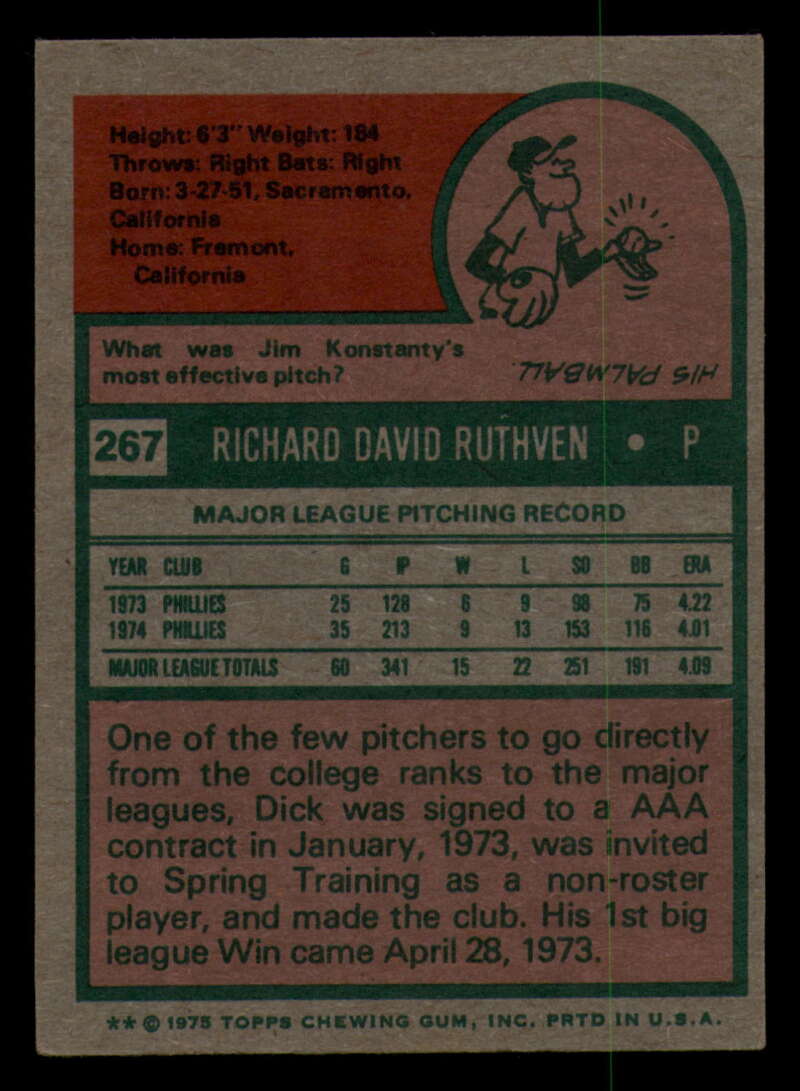 Height: 6'3" Weight: 184
Throws: Right Bats: Right
Born: 3-27-51, Sacramento,
California
Home: Fremont,
California
What was Jim Konstanty's
most effective pitch?
HIS PALMBALL.
267 RICHARD DAVID RUTHVEN • P
MAJOR LEAGUE PITCHING RECORD
YEAR CLUB G IP W L SO BB ERA
1973 PHILLIES 25 128 6 9 98 75 4.22
1974 PHILLIES 35 213 9 13 153 116 4.01
MAJOR LEAGUE TOTALS 60 341 15 22 251 191 4.09
One of the few pitchers to go directly
from the college ranks to the major
leagues, Dick was signed to a AAA
contract in January, 1973, was invited
to Spring Training as a non-roster
player, and made the club. His 1st big
league Win came April 28, 1973.
** © 1975 TOPPS CHEWING GUM, INC. PRTD IN U.S.A.